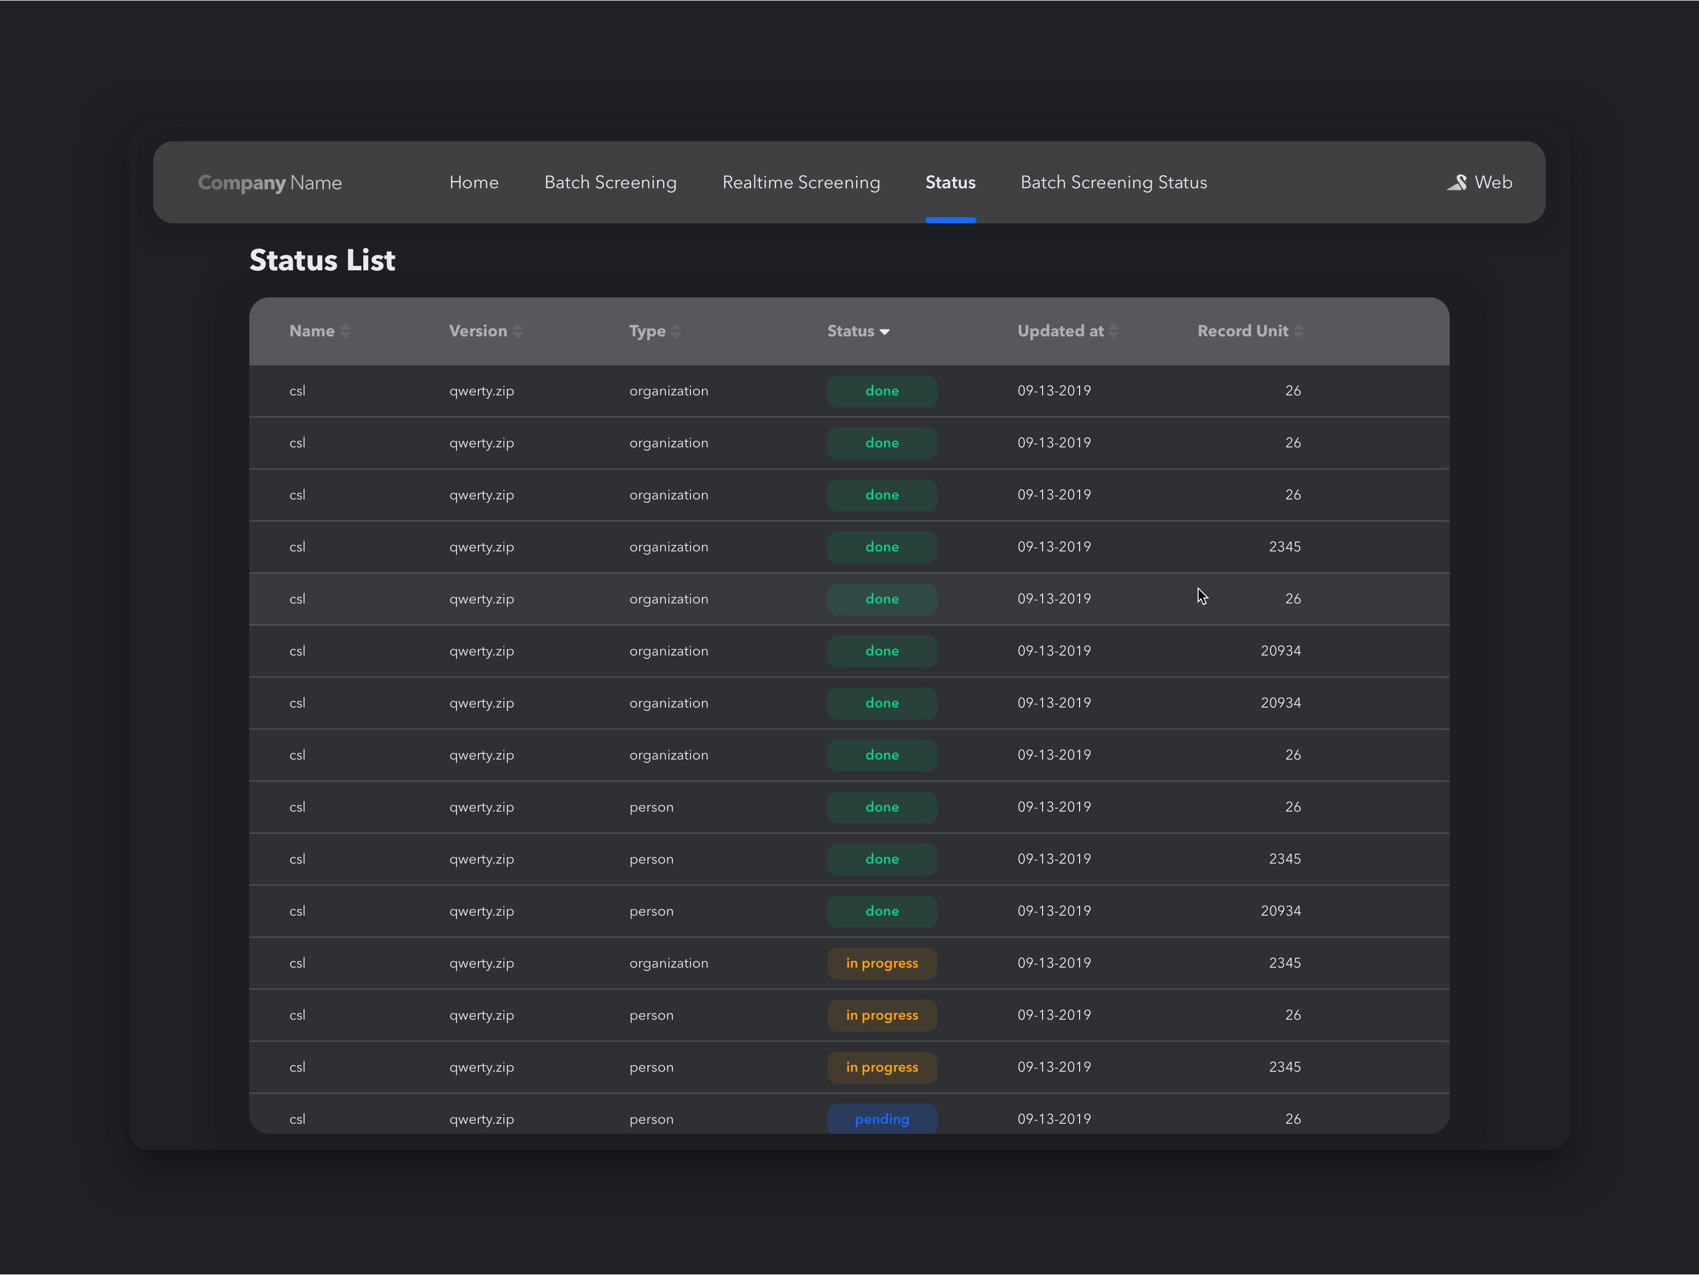 Company Name Home Batch Screening Realtime Screening Status Batch Screening Status Web
Status List
Name Version Type Status Updated at Record Unit
csl qwerty.zip organization done 09-13-2019 26
csl qwerty.zip organization done 09-13-2019 26
csl qwerty.zip organization done 09-13-2019 26
csl qwerty.zip organization done 09-13-2019 2345
csl qwerty.zip organization done 09-13-2019 26
csl qwerty.zip organization done 09-13-2019 20934
csl qwerty.zip organization done 09-13-2019 20934
csl qwerty.zip organization done 09-13-2019 26
csl qwerty.zip person done 09-13-2019 26
csl qwerty.zip person done 09-13-2019 2345
csl qwerty.zip person done 09-13-2019 20934
csl qwerty.zip organization in progress 09-13-2019 2345
csl qwerty.zip person in progress 09-13-2019 26
csl qwerty.zip person in progress 09-13-2019 2345
csl qwerty.zip person pending 09-13-2019 26